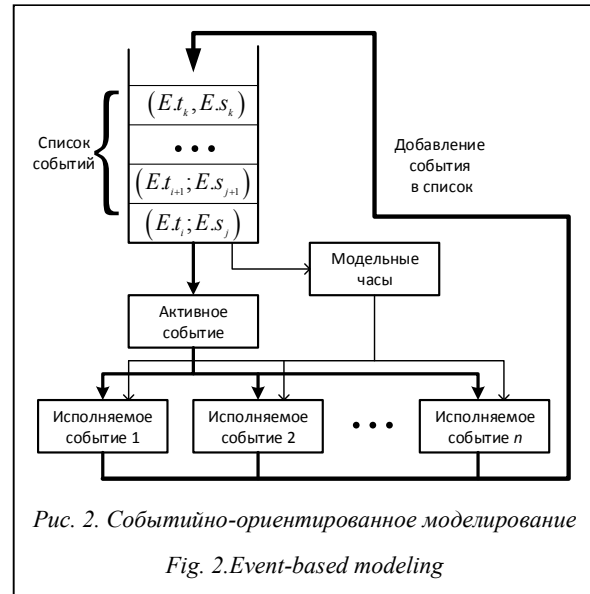 (E.t_k, E.s_k)
Список
событий
• • •
(E.t_{i+1}; E.s_{j+1})
(E.t_i; E.s_j)
Добавление
события
в список
Модельные
часы
Активное
событие
Исполняемое
событие 1
Исполняемое
событие 2
• • •
Исполняемое
событие n
Рис. 2. Событийно-ориентированное моделирование
Fig. 2.Event-based modeling